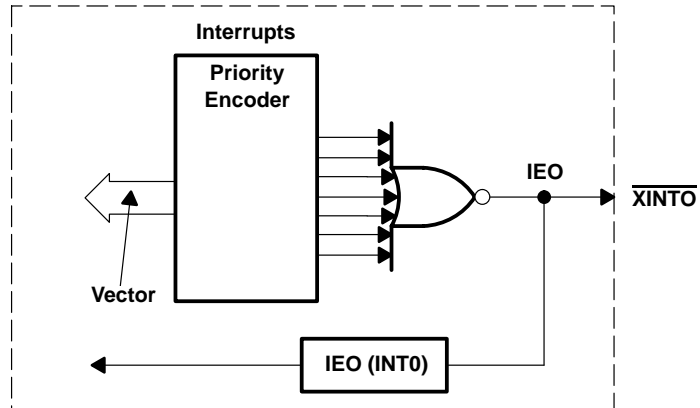 Interrupts
Priority
Encoder
IEO
XINTO
Vector
IEO (INT0)